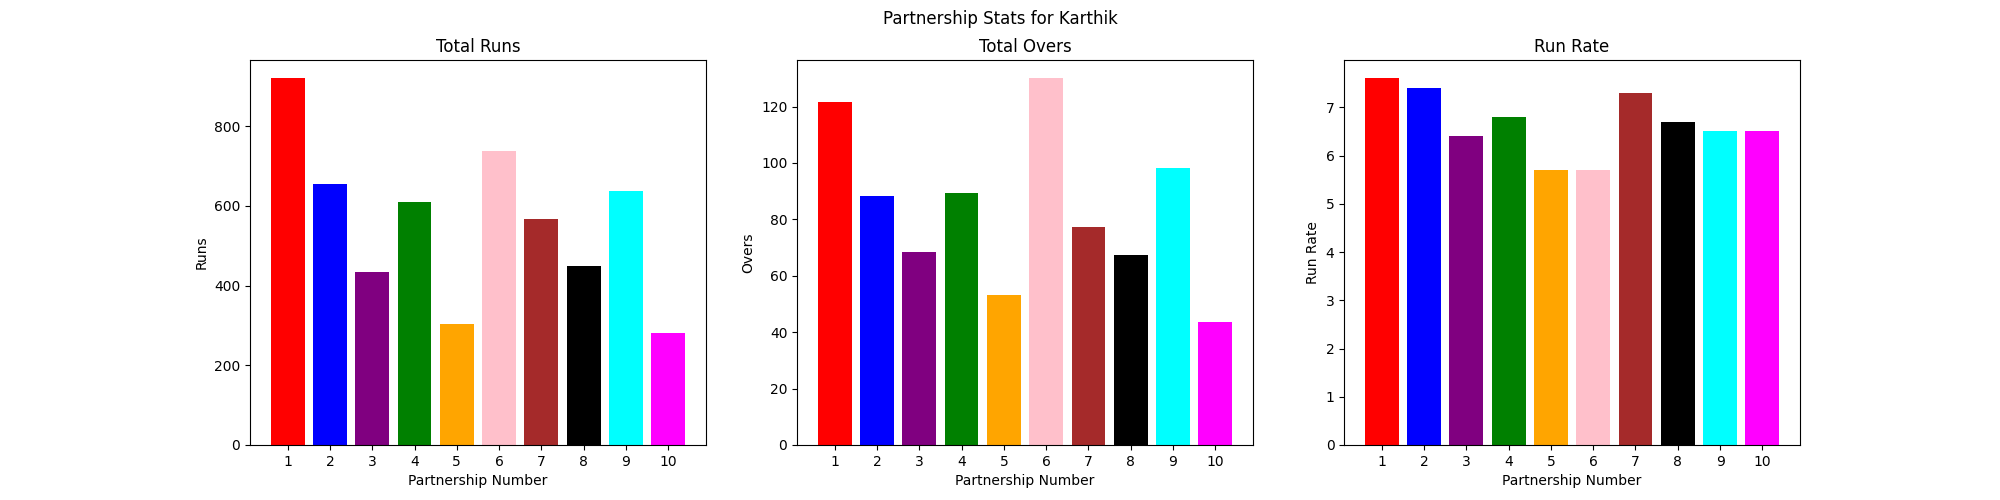 Partnership Stats for Karthik
Total Runs
Runs
800
600
400
200
0
1 2 3 4 5 6 7 8 9 10
Partnership Number
Total Overs
Overs
120
100
80
60
40
20
0
1 2 3 4 5 6 7 8 9 10
Partnership Number
Run Rate
Run Rate
7
6
5
4
3
2
1
0
1 2 3 4 5 6 7 8 9 10
Partnership Number